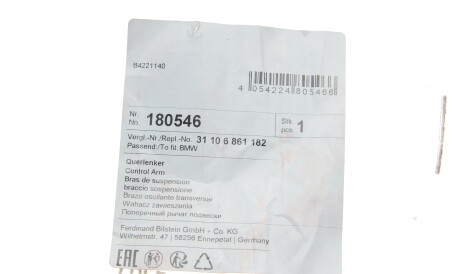 B4221140
4 054224 805466
Nr.
No. 180546
Stk.
pcs. 1
Vergl.-Nr./Repl.-No. 31 10 6 861 182
Passend:/To fit: BMW
Querlenker
Control Arm
Bras de suspension
braccio suspensione
Brazo oscilante transversal
Wahacz zawieszenia
Поперечный рычаг подвески
Ferdinand Bilstein GmbH + Co. KG
Wilhelmstr. 47 | 58256 Ennepetal | Germany
EAC